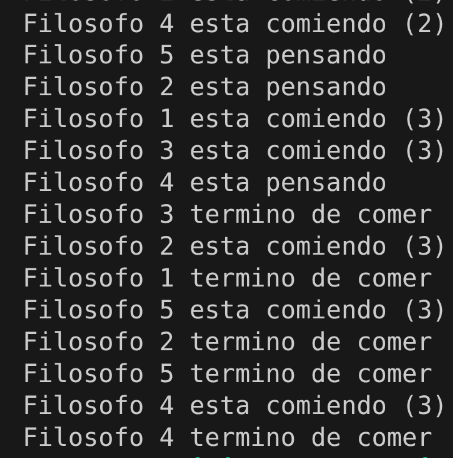 Filosofo 4 esta comiendo (2)
Filosofo 5 esta pensando
Filosofo 2 esta pensando
Filosofo 1 esta comiendo (3)
Filosofo 3 esta comiendo (3)
Filosofo 4 esta pensando
Filosofo 3 termino de comer
Filosofo 2 esta comiendo (3)
Filosofo 1 termino de comer
Filosofo 5 esta comiendo (3)
Filosofo 2 termino de comer
Filosofo 5 termino de comer
Filosofo 4 esta comiendo (3)
Filosofo 4 termino de comer